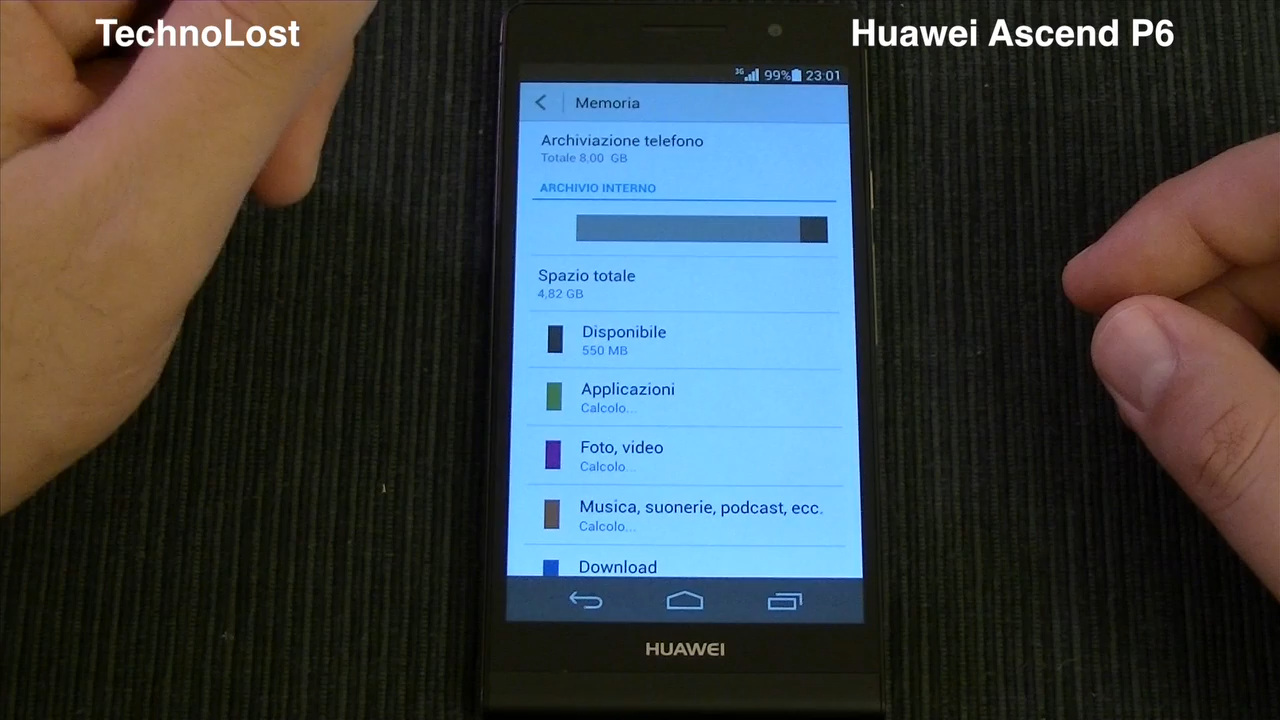 TechnoLost
Huawei Ascend P6
3G 99% 23:01
Memoria
Archiviazione telefono
Totale 8,00 GB
ARCHIVIO INTERNO
Spazio totale
4,82 GB
Disponibile
550 MB
Applicazioni
Calcolo...
Foto, video
Calcolo...
Musica, suonerie, podcast, ecc.
Calcolo...
Download
HUAWEI